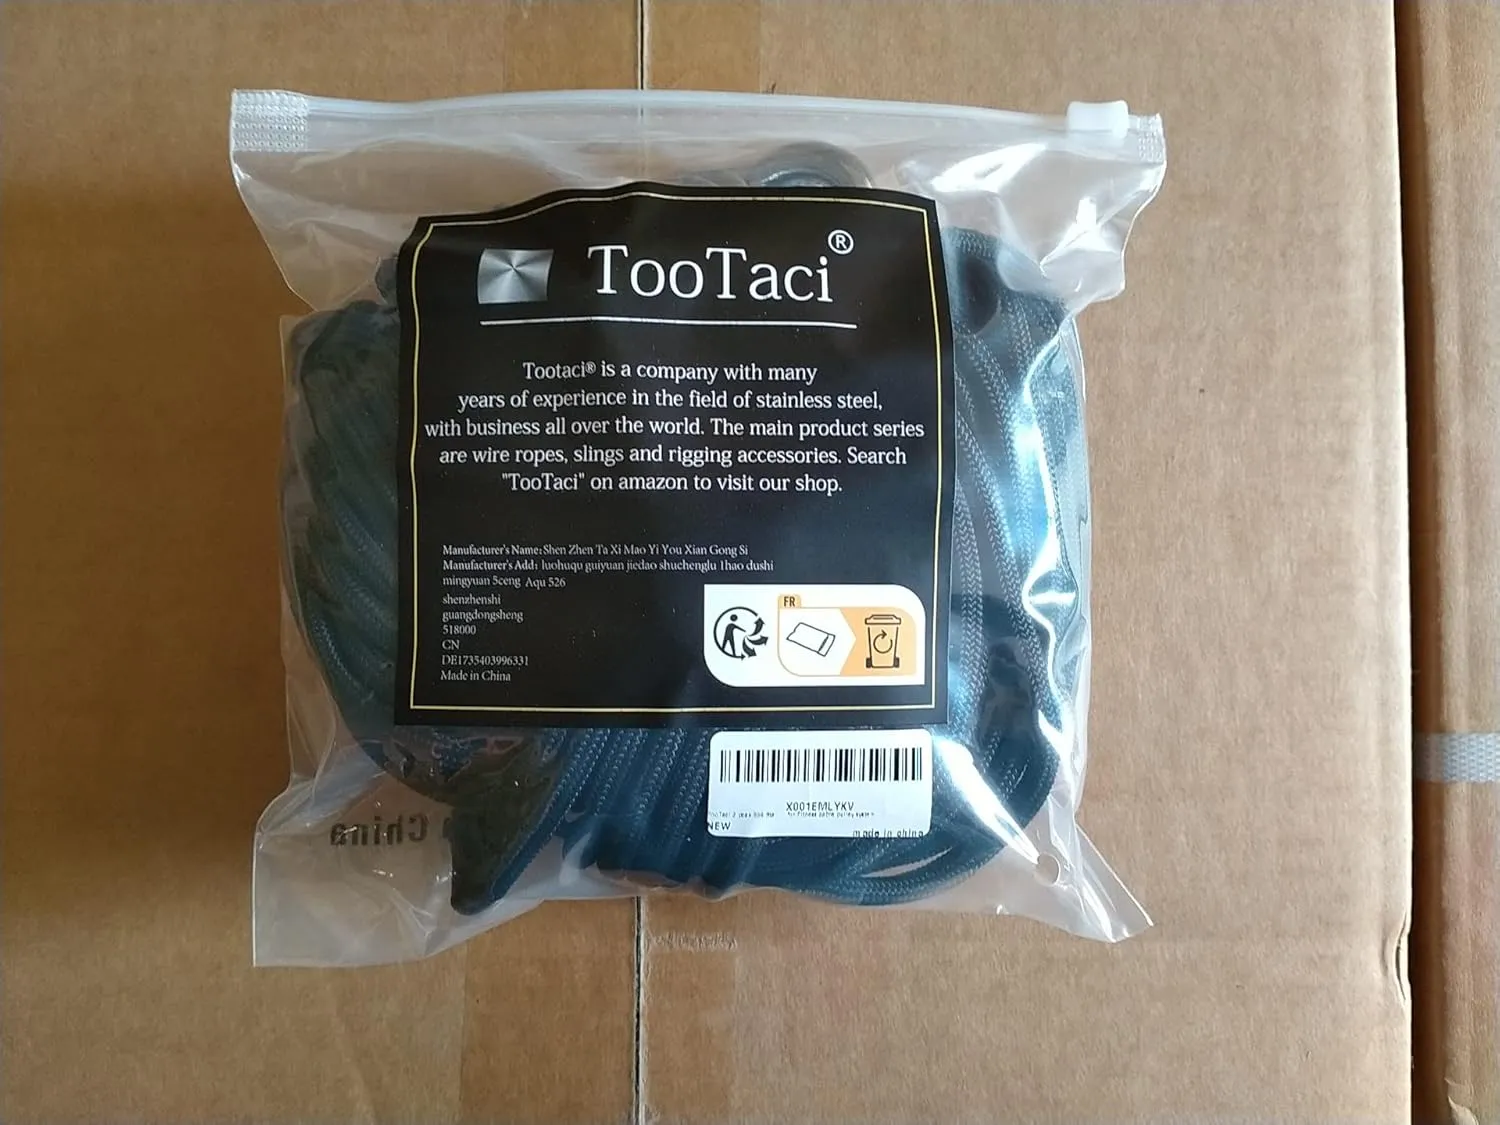 TooTaci®
Tootaci® is a company with many
years of experience in the field of stainless steel,
with business all over the world. The main product series
are wire ropes, slings and rigging accessories. Search
"TooTaci" on amazon to visit our shop.
Manufacturer's Name: Shen Zhen Ta Xi Mao Yi You Xian Gong Si
Manufacturer's Add: luohuqu guiyuan jiedao shuchenglu 1hao dushi
mingyuan 5ceng Aqu 526
shenzhenshi
guangdongsheng
518000
CN
DE1735403996331
Made in China
FR
X001EMLYKV
NEW
made in china
China